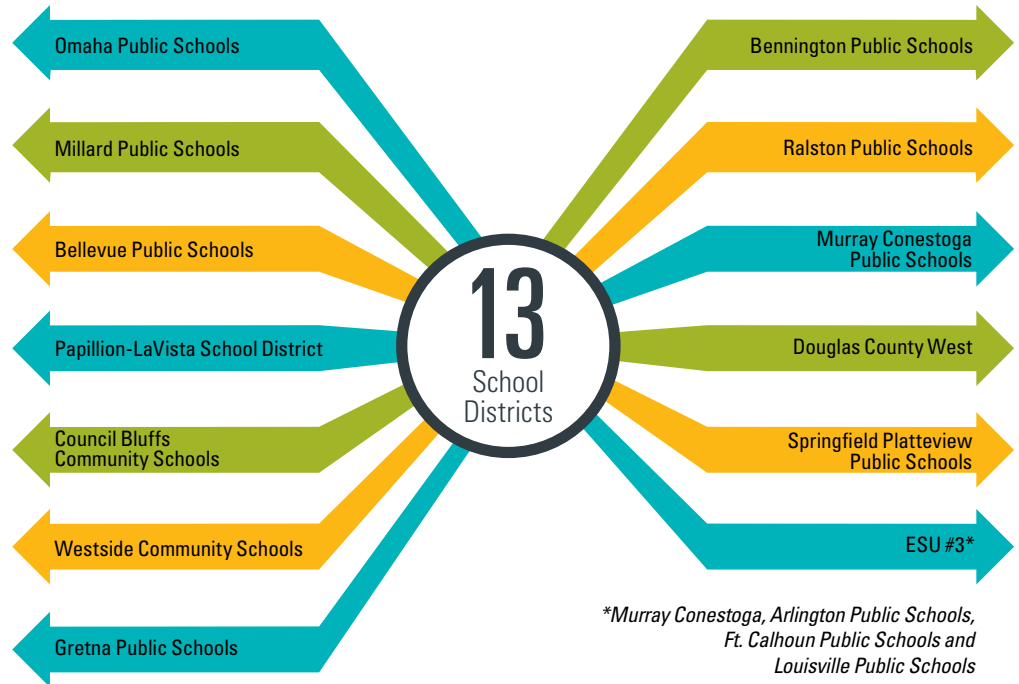 Omaha Public Schools
Millard Public Schools
Bellevue Public Schools
Papillion-LaVista School District
Council Bluffs
Community Schools
Westside Community Schools
Gretna Public Schools
13
School
Districts
Bennington Public Schools
Ralston Public Schools
Murray Conestoga
Public Schools
Douglas County West
Springfield Platteview
Public Schools
ESU #3*
*Murray Conestoga, Arlington Public Schools,
Ft. Calhoun Public Schools and
Louisville Public Schools